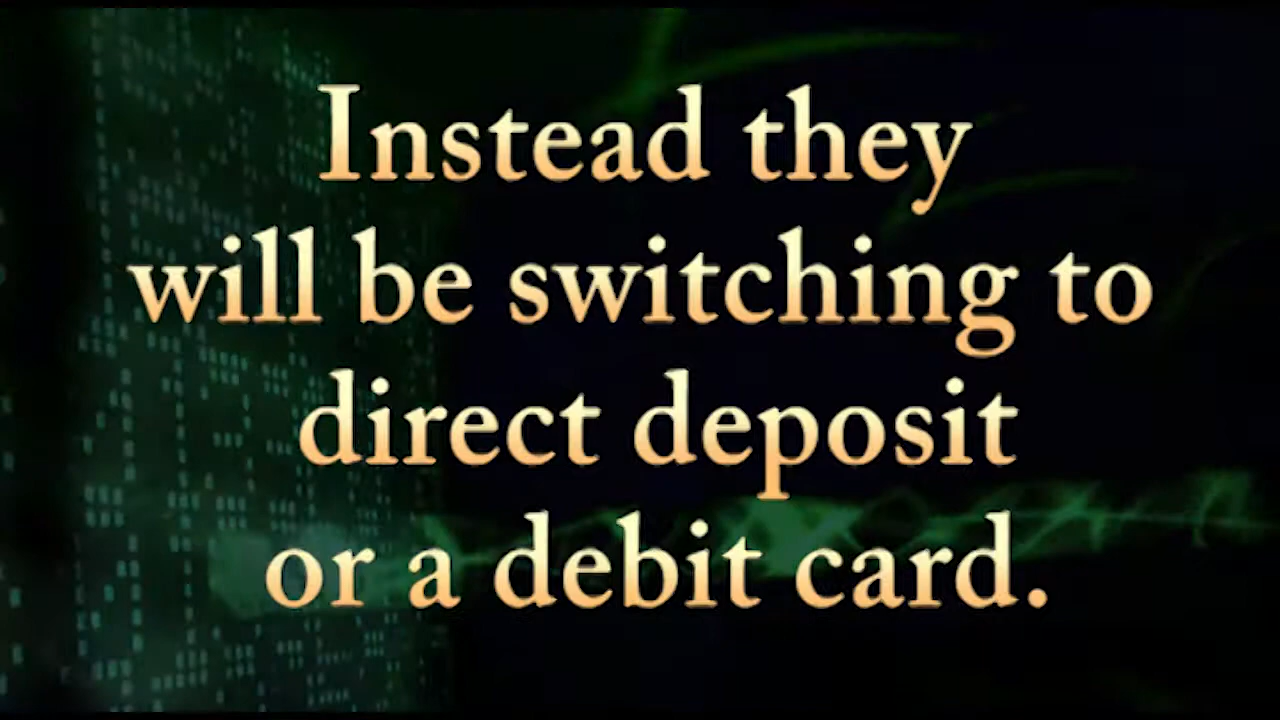 Instead they
will be switching to
direct deposit
or a debit card.